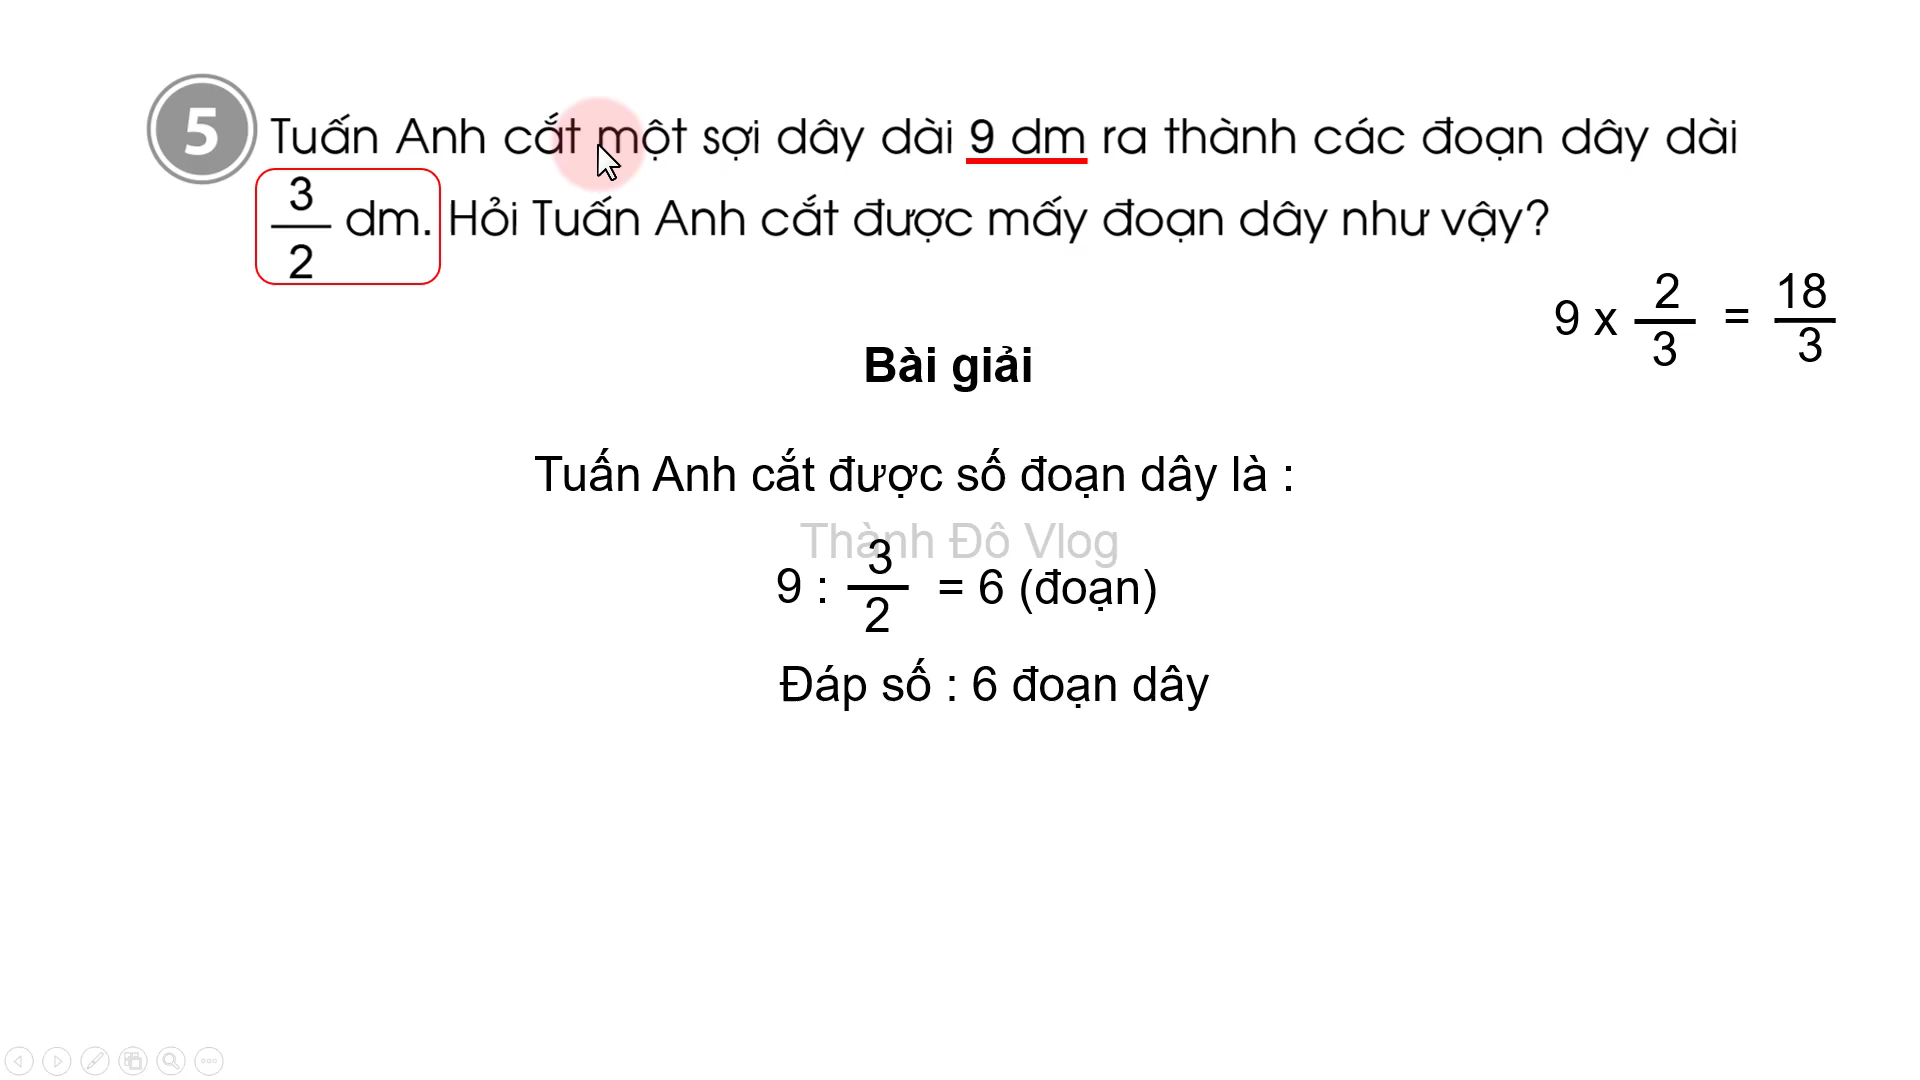 5 Tuấn Anh cắt một sợi dây dài 9 dm ra thành các đoạn dây dài
3/2 dm. Hỏi Tuấn Anh cắt được mấy đoạn dây như vậy?
9 x 2/3 = 18/3
Bài giải
Tuấn Anh cắt được số đoạn dây là :
Thành Đô Vlog
9 : 3/2 = 6 (đoạn)
Đáp số : 6 đoạn dây